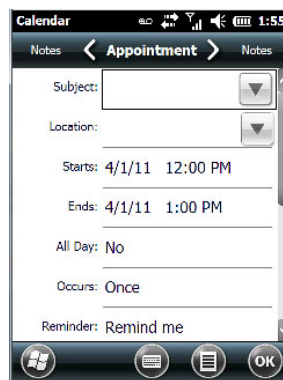 Calendar 1:55
Notes Appointment Notes
Subject:
Location:
Starts: 4/1/11 12:00 PM
Ends: 4/1/11 1:00 PM
All Day: No
Occurs: Once
Reminder: Remind me
OK